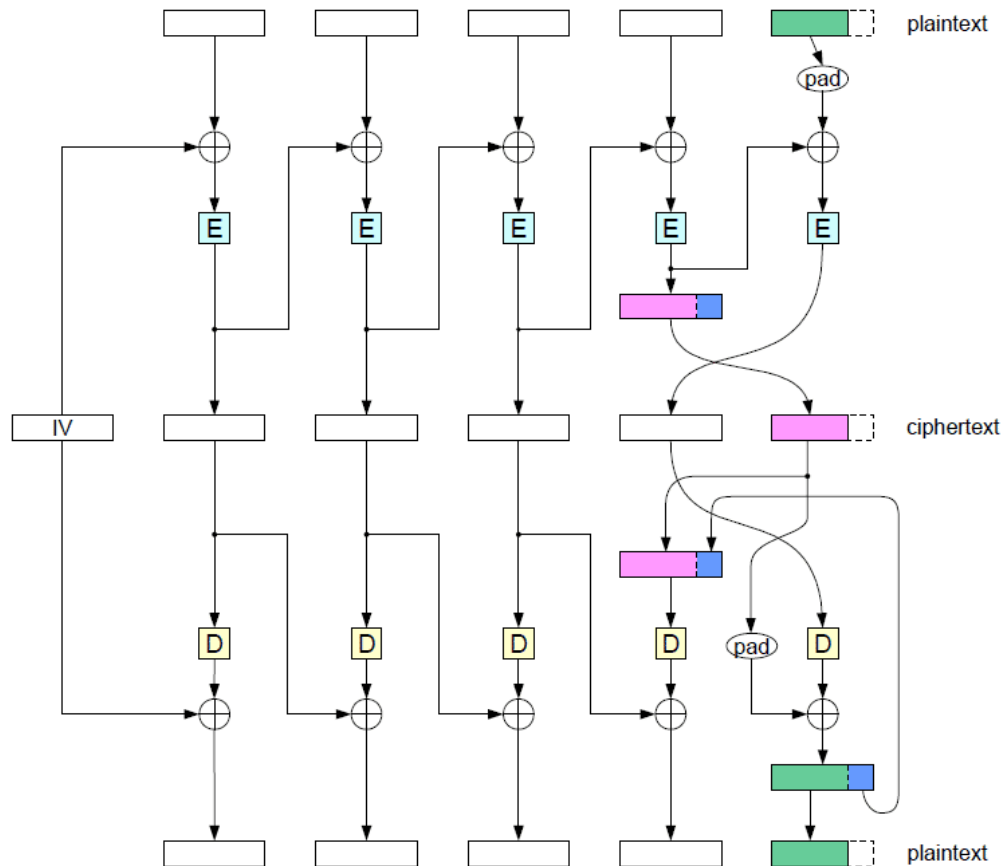 plaintext
pad
E E E E E
IV
ciphertext
D D D D pad D
plaintext